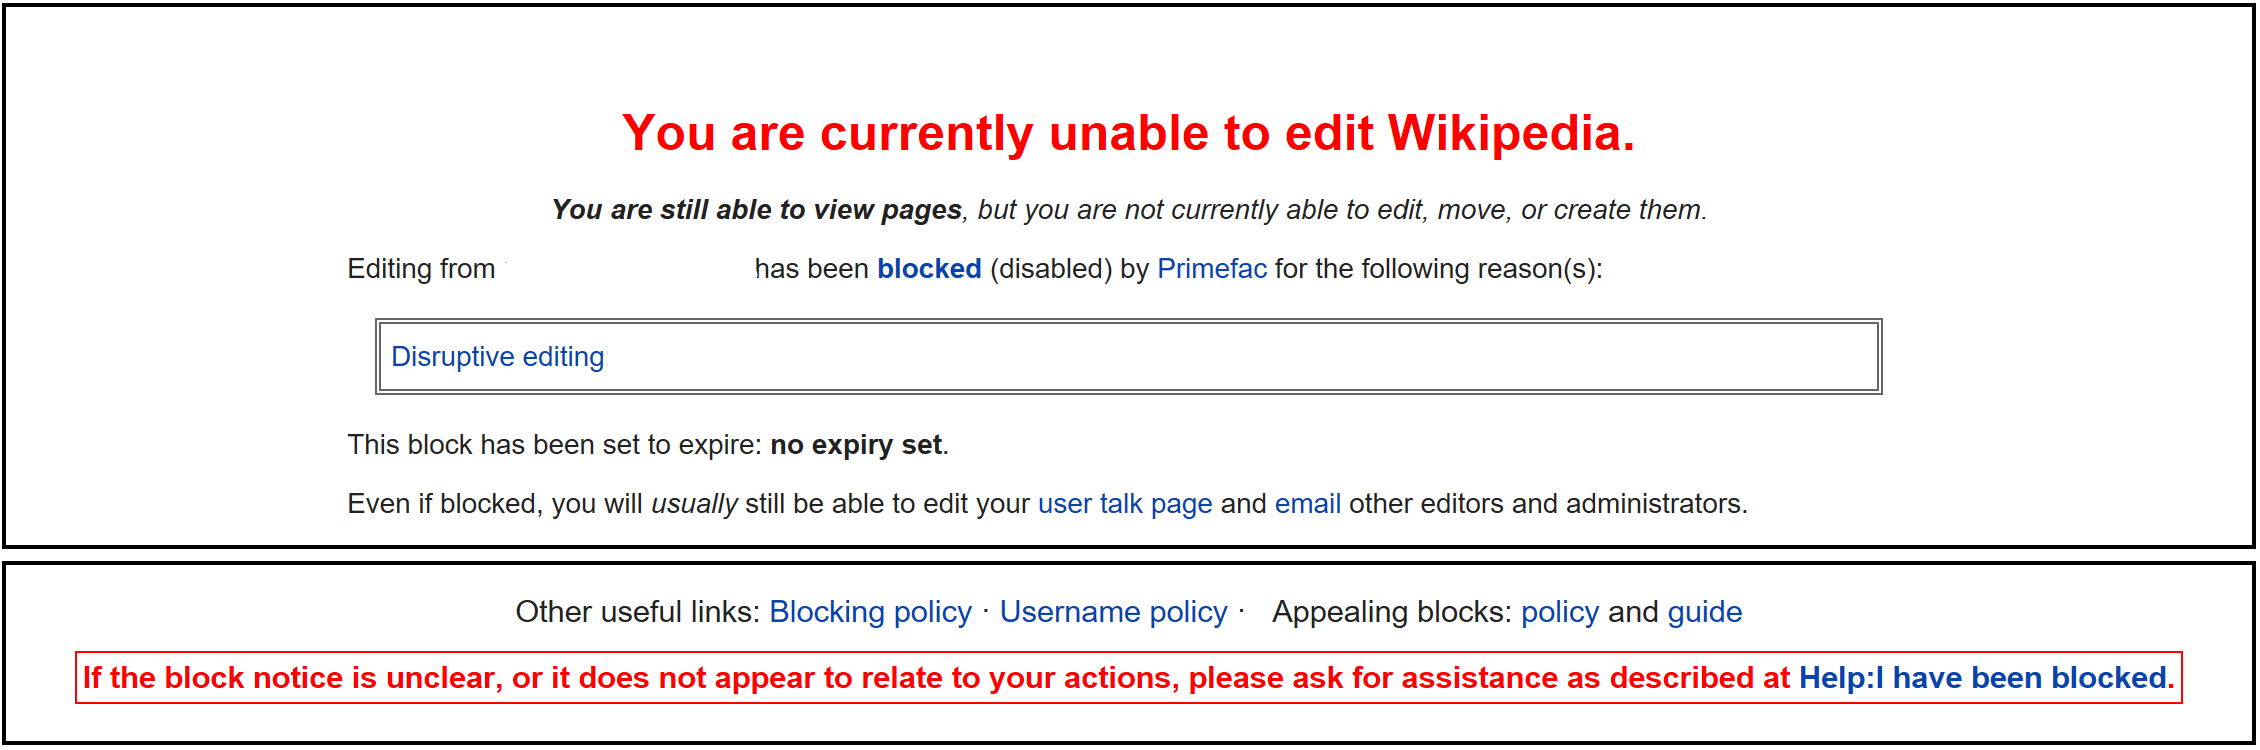 You are currently unable to edit Wikipedia.
You are still able to view pages, but you are not currently able to edit, move, or create them.
Editing from has been blocked (disabled) by Primefac for the following reason(s):
Disruptive editing
This block has been set to expire: no expiry set.
Even if blocked, you will usually still be able to edit your user talk page and email other editors and administrators.
Other useful links: Blocking policy · Username policy · Appealing blocks: policy and guide
If the block notice is unclear, or it does not appear to relate to your actions, please ask for assistance as described at Help:I have been blocked.